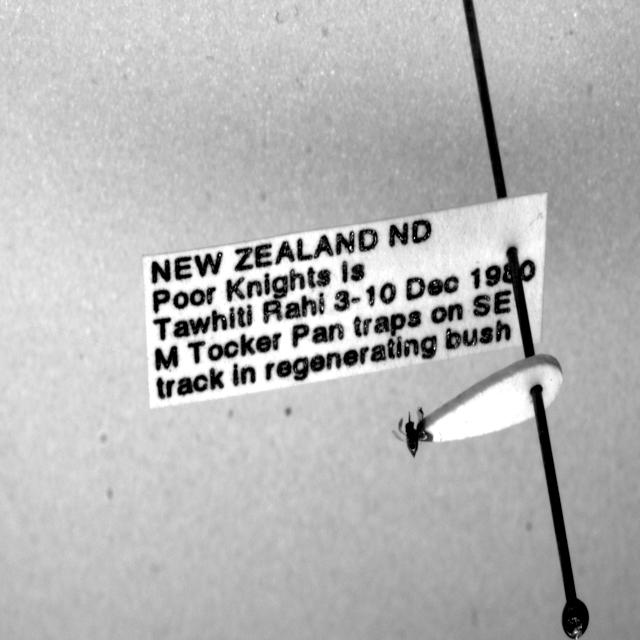 NEW ZEALAND ND
Poor Knights Is
Tawhiti Rahi 3-10 Dec 1980
M Tocker Pan traps on SE
track in regenerating bush